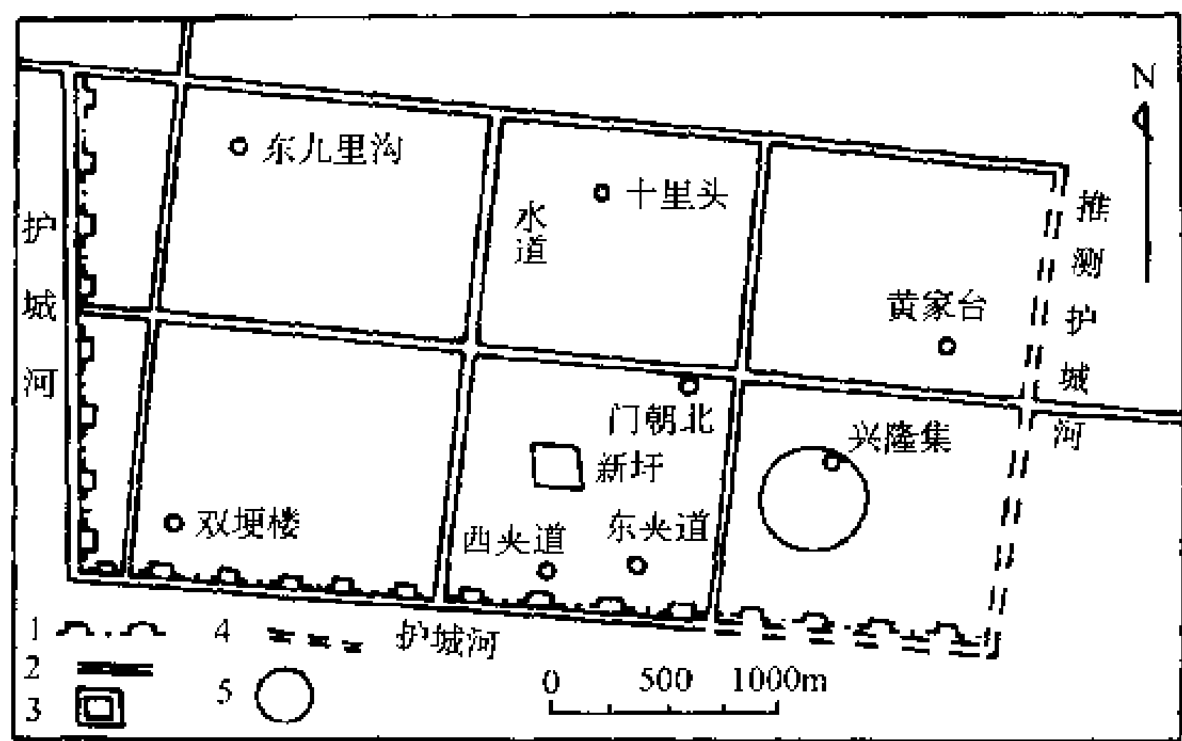 N
东儿里沟
十里头
水道
护城河
推测护城河
黄家台
门朝北
兴隆集
新圩
双埂楼
西夹道
东夹道
护城河
1
2
3
4
5
0 500 1000m